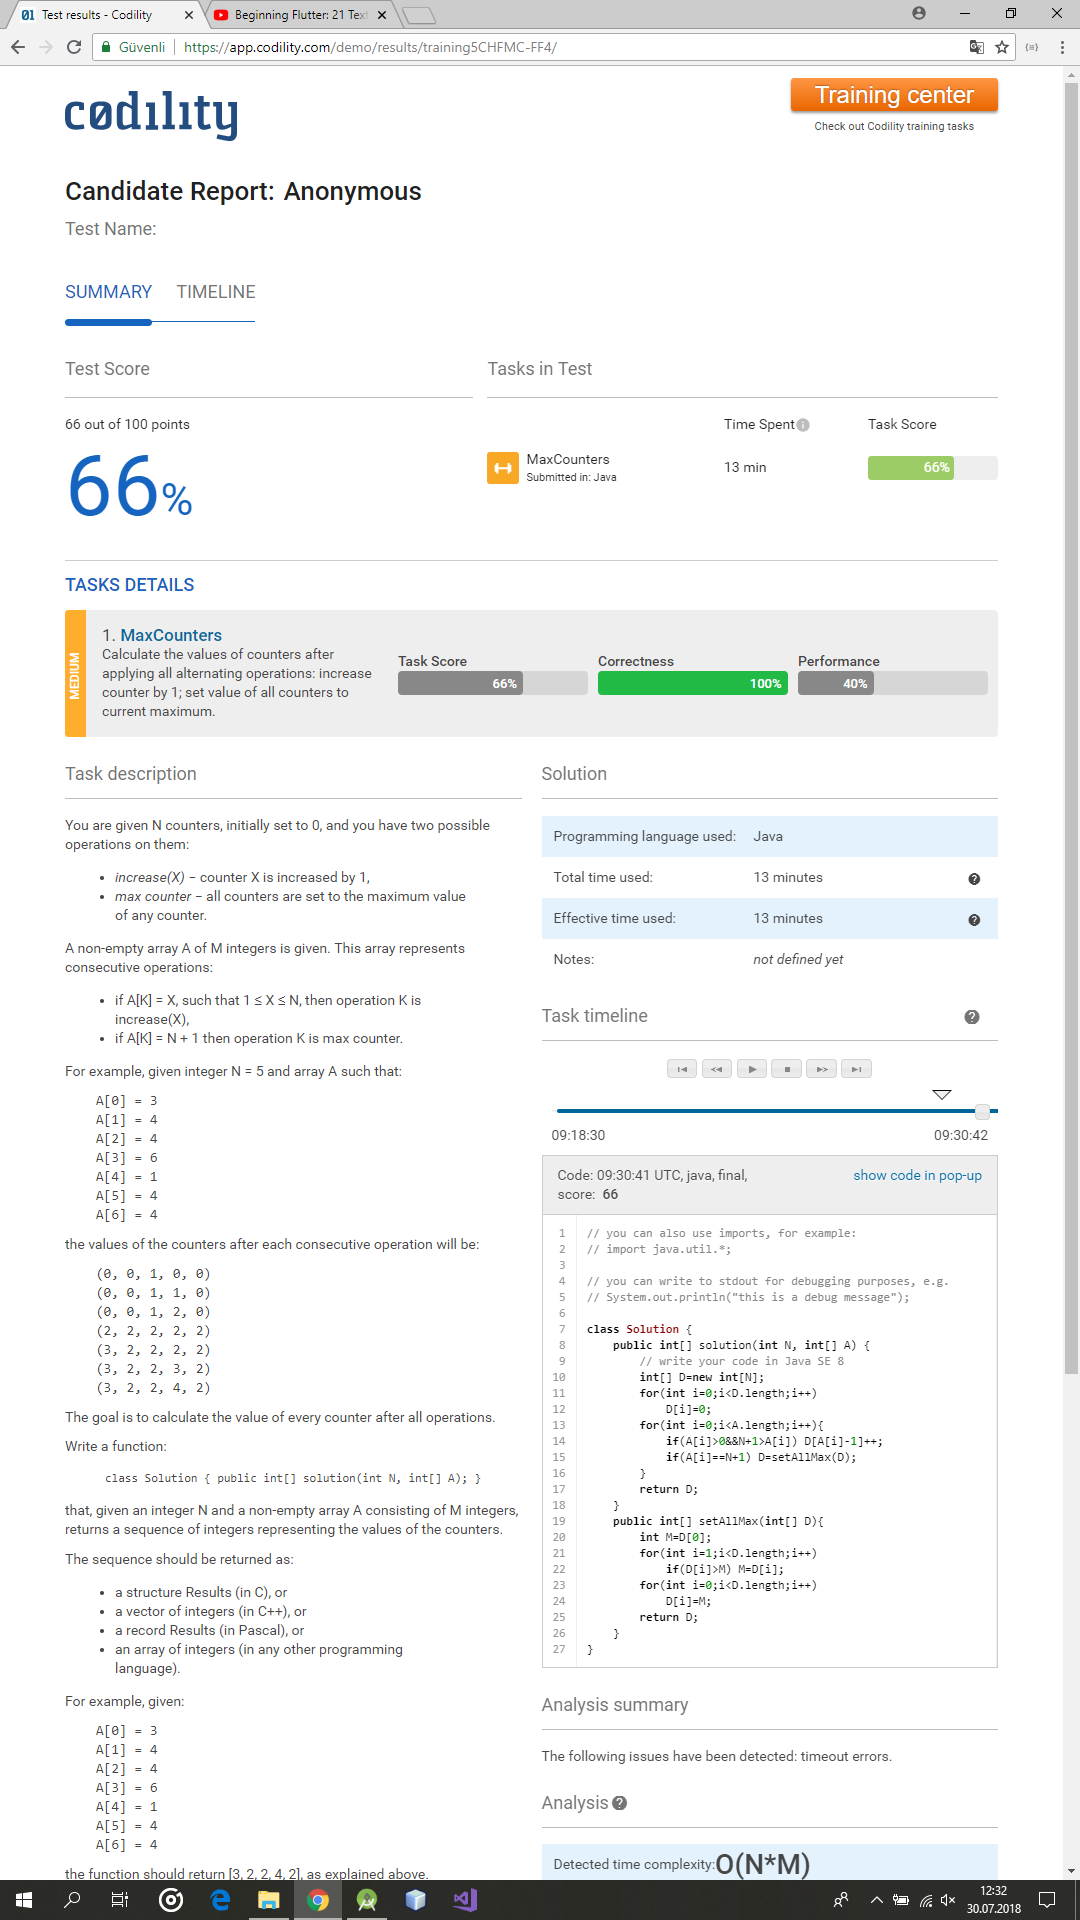 Test results - Codility
Beginning Flutter: 21 Text
Güvenli
https://app.codility.com/demo/results/training5CHFMC-FF4/
codility
Training center
Check out Codility training tasks
Candidate Report: Anonymous
Test Name:
SUMMARY TIMELINE
Test Score
66 out of 100 points
66%
Tasks in Test
Time Spent Task Score
MaxCounters
Submitted in: Java
13 min
66%
TASKS DETAILS
MEDIUM
1. MaxCounters
Calculate the values of counters after
applying all alternating operations: increase
counter by 1; set value of all counters to
current maximum.
Task Score
66%
Correctness
100%
Performance
40%
Task description
You are given N counters, initially set to 0, and you have two possible
operations on them:
• increase(X) − counter X is increased by 1,
• max counter − all counters are set to the maximum value
of any counter.
A non-empty array A of M integers is given. This array represents
consecutive operations:
• if A[K] = X, such that 1 ≤ X ≤ N, then operation K is
increase(X),
• if A[K] = N + 1 then operation K is max counter.
For example, given integer N = 5 and array A such that:
A[0] = 3
A[1] = 4
A[2] = 4
A[3] = 6
A[4] = 1
A[5] = 4
A[6] = 4
the values of the counters after each consecutive operation will be:
(0, 0, 1, 0, 0)
(0, 0, 1, 1, 0)
(0, 0, 1, 2, 0)
(2, 2, 2, 2, 2)
(3, 2, 2, 2, 2)
(3, 2, 2, 3, 2)
(3, 2, 2, 4, 2)
The goal is to calculate the value of every counter after all operations.
Write a function:
class Solution { public int[] solution(int N, int[] A); }
that, given an integer N and a non-empty array A consisting of M integers,
returns a sequence of integers representing the values of the counters.
The sequence should be returned as:
• a structure Results (in C), or
• a vector of integers (in C++), or
• a record Results (in Pascal), or
• an array of integers (in any other programming
language).
For example, given:
A[0] = 3
A[1] = 4
A[2] = 4
A[3] = 6
A[4] = 1
A[5] = 4
A[6] = 4
the function should return [3, 2, 2, 4, 2], as explained above.
Solution
Programming language used: Java
Total time used: 13 minutes
Effective time used: 13 minutes
Notes: not defined yet
Task timeline
09:18:30 09:30:42
Code: 09:30:41 UTC, java, final,
score: 66
show code in pop-up
1 // you can also use imports, for example:
2 // import java.util.*;
3
4 // you can write to stdout for debugging purposes, e.g.
5 // System.out.println("this is a debug message");
6
7 class Solution {
8 public int[] solution(int N, int[] A) {
9 // write your code in Java SE 8
10 int[] D=new int[N];
11 for(int i=0;i<D.length;i++)
12 D[i]=0;
13 for(int i=0;i<A.length;i++){
14 if(A[i]>0&&N+1>A[i]) D[A[i]-1]++;
15 if(A[i]==N+1) D=setAllMax(D);
16 }
17 return D;
18 }
19 public int[] setAllMax(int[] D){
20 int M=D[0];
21 for(int i=1;i<D.length;i++)
22 if(D[i]>M) M=D[i];
23 for(int i=0;i<D.length;i++)
24 D[i]=M;
25 return D;
26 }
27 }
Analysis summary
The following issues have been detected: timeout errors.
Analysis
Detected time complexity: O(N*M)
12:32
30.07.2018